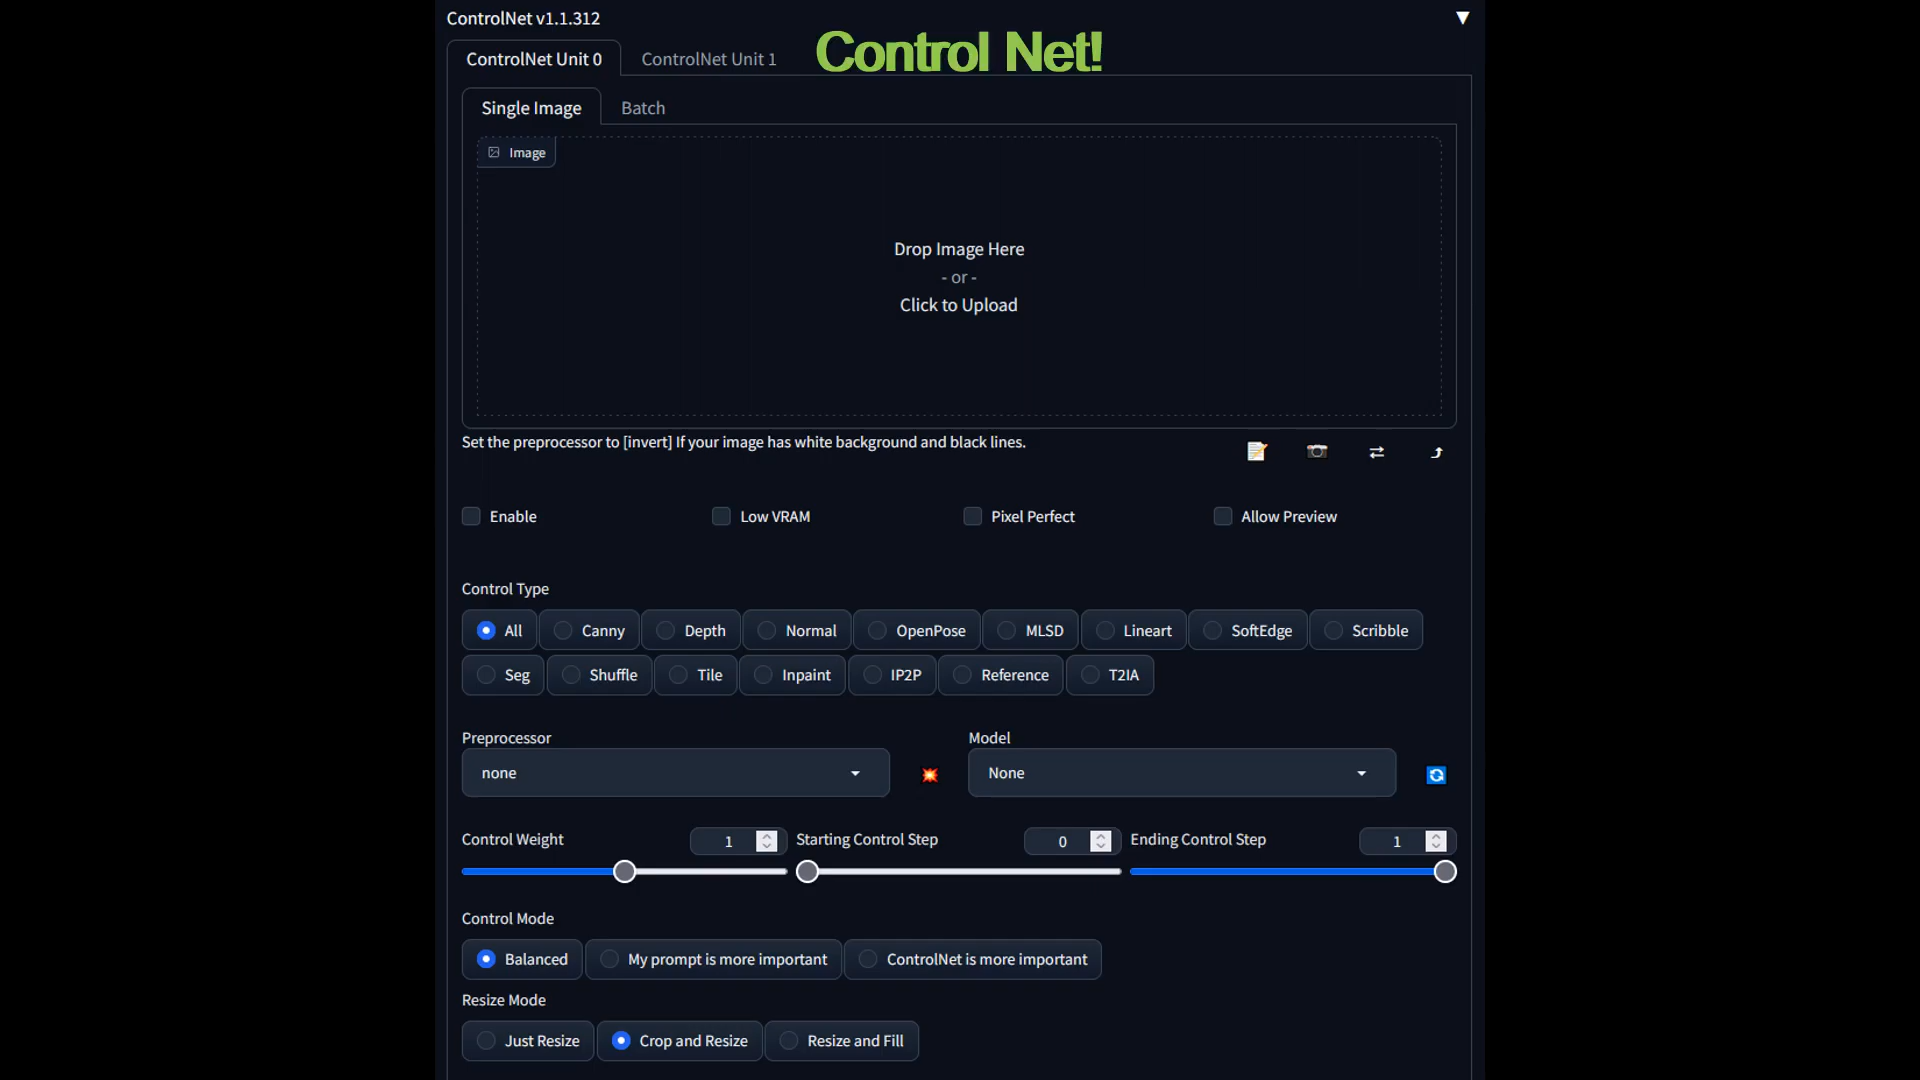 ControlNet v1.1.312
▼
Control Net!
ControlNet Unit 0
ControlNet Unit 1
Single Image
Batch
Image
Drop Image Here
- or -
Click to Upload
Set the preprocessor to [invert] If your image has white background and black lines.
Enable
Low VRAM
Pixel Perfect
Allow Preview
Control Type
All
Canny
Depth
Normal
OpenPose
MLSD
Lineart
SoftEdge
Scribble
Seg
Shuffle
Tile
Inpaint
IP2P
Reference
T2IA
Preprocessor
none
Model
None
Control Weight
1
Starting Control Step
0
Ending Control Step
1
Control Mode
Balanced
My prompt is more important
ControlNet is more important
Resize Mode
Just Resize
Crop and Resize
Resize and Fill